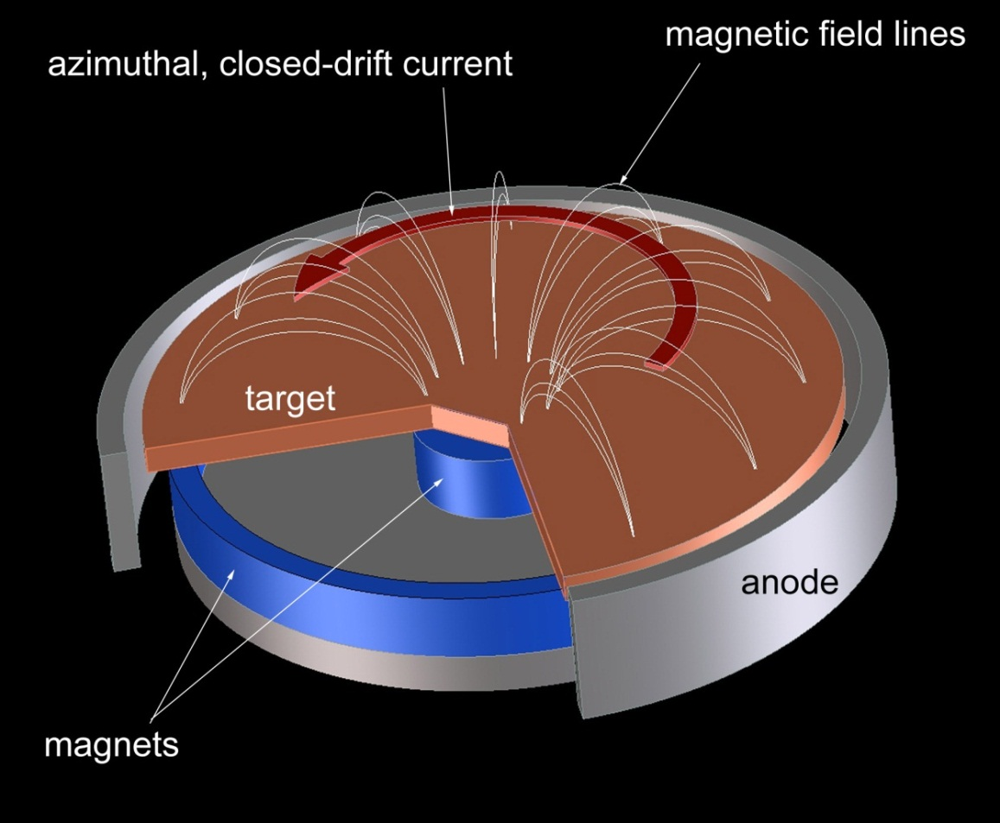 magnetic field lines
azimuthal, closed-drift current
target
anode
magnets